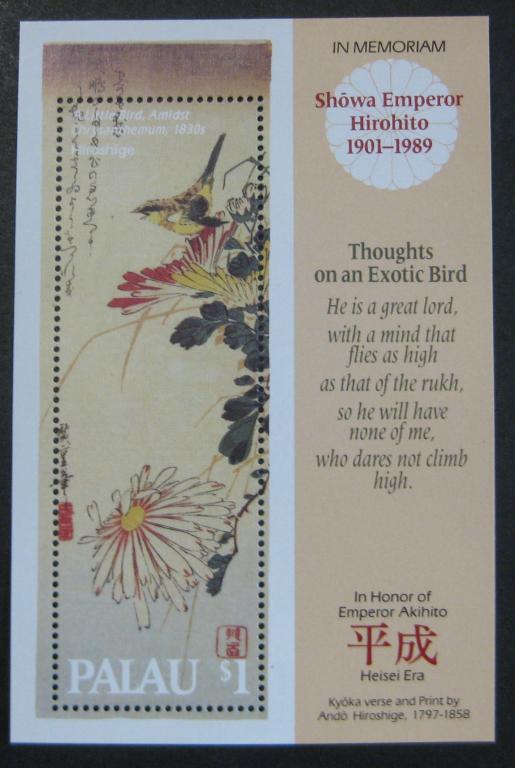 A Little Bird, Amidst
Chrysanthemum, 1830s
Hiroshige
PALAU $1
IN MEMORIAM
Shōwa Emperor
Hirohito
1901–1989
Thoughts
on an Exotic Bird
He is a great lord,
with a mind that
flies as high
as that of the rukh,
so he will have
none of me,
who dares not climb
high.
In Honor of
Emperor Akihito
平成
Heisei Era
Kyōka verse and Print by
Andō Hiroshige, 1797-1858